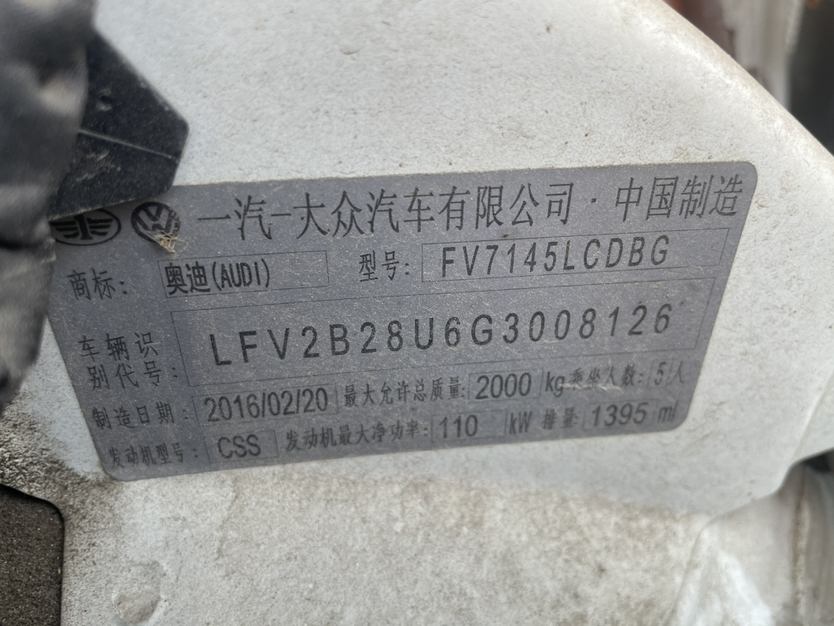 一汽-大众汽车有限公司·中国制造
商标: 奥迪(AUDI) 型号: FV7145LCDBG
车辆识别代号: LFV2B28U6G3008126
制造日期: 2016/02/20 最大允许总质量: 2000 kg 乘坐人数: 5人
发动机型号: CSS 发动机最大净功率: 110 kW 排量: 1395 ml